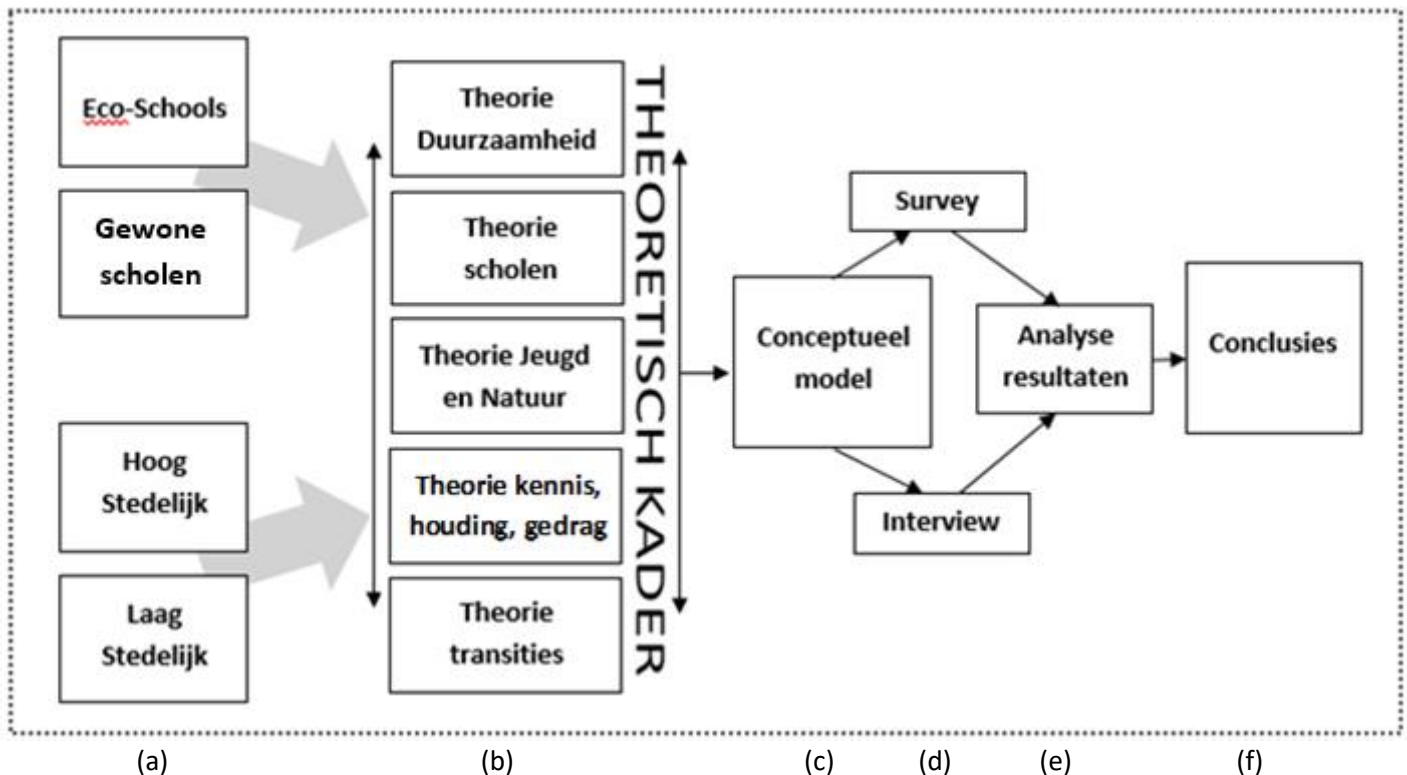 Eco-Schools
Gewone
scholen
Hoog
Stedelijk
Laag
Stedelijk
Theorie
Duurzaamheid
Theorie
scholen
Theorie Jeugd
en Natuur
Theorie kennis,
houding, gedrag
Theorie
transities
THEORETISCH KADER
Conceptueel
model
Survey
Interview
Analyse
resultaten
Conclusies
(a) (b) (c) (d) (e) (f)